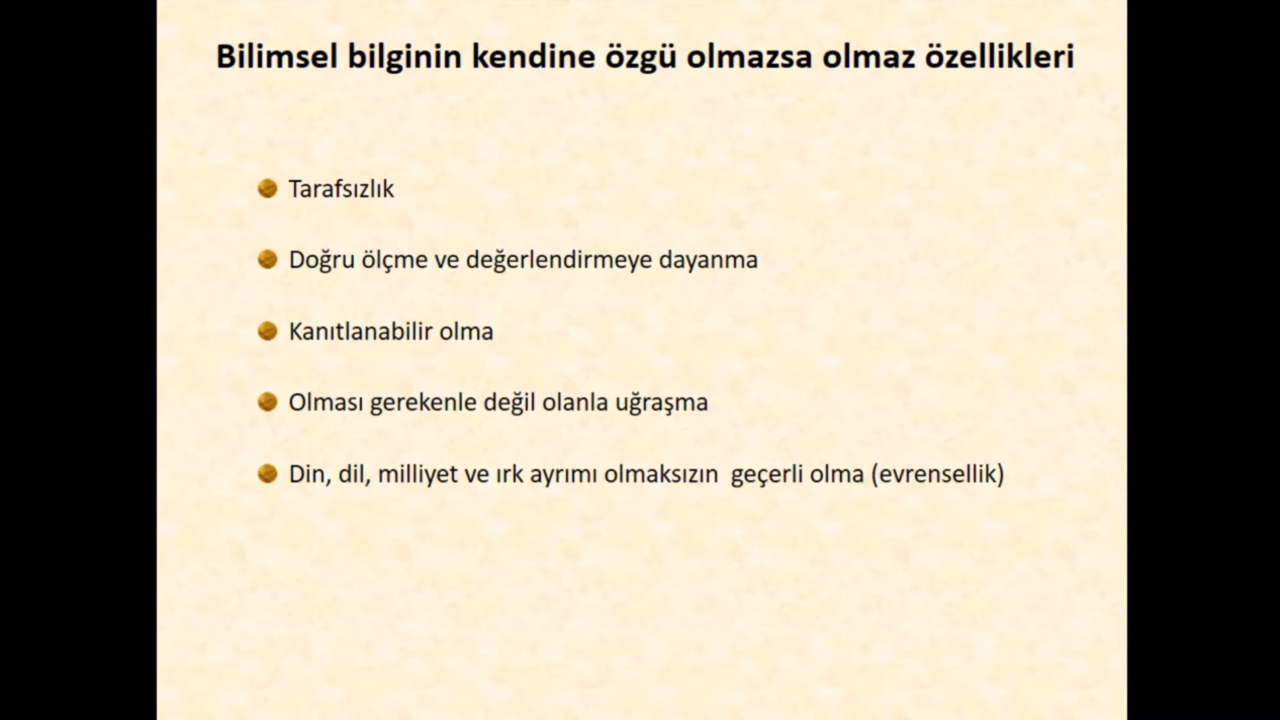 Bilimsel bilginin kendine özgü olmazsa olmaz özellikleri
Tarafsızlık
Doğru ölçme ve değerlendirmeye dayanma
Kanıtlanabilir olma
Olması gerekenle değil olanla uğraşma
Din, dil, milliyet ve ırk ayrımı olmaksızın  geçerli olma (evrensellik)